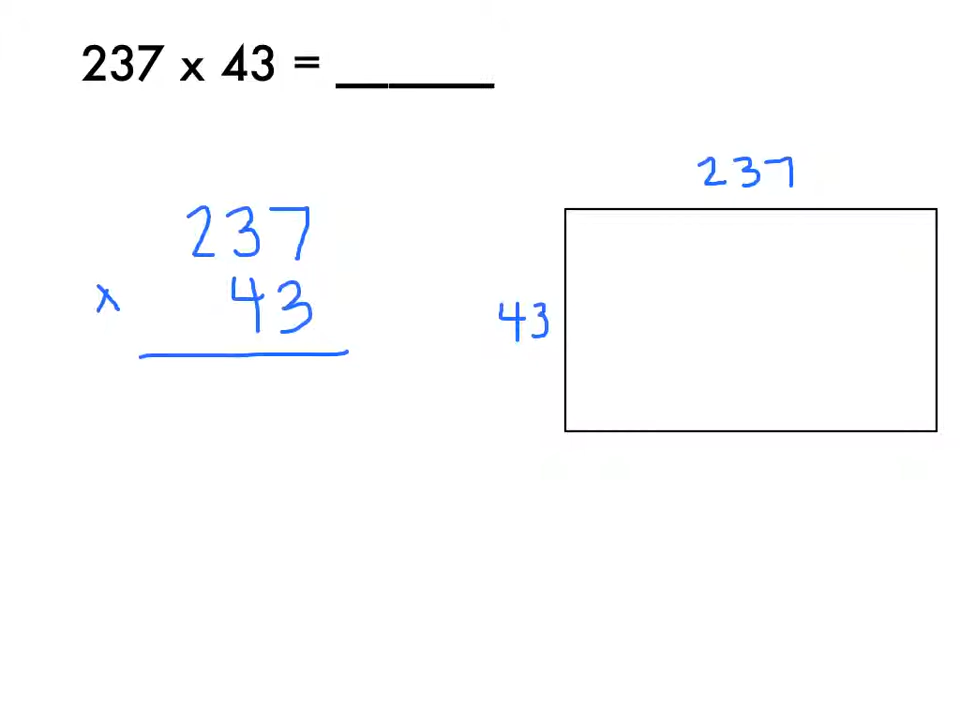 237 x 43 = ______
237
x 43
237
43